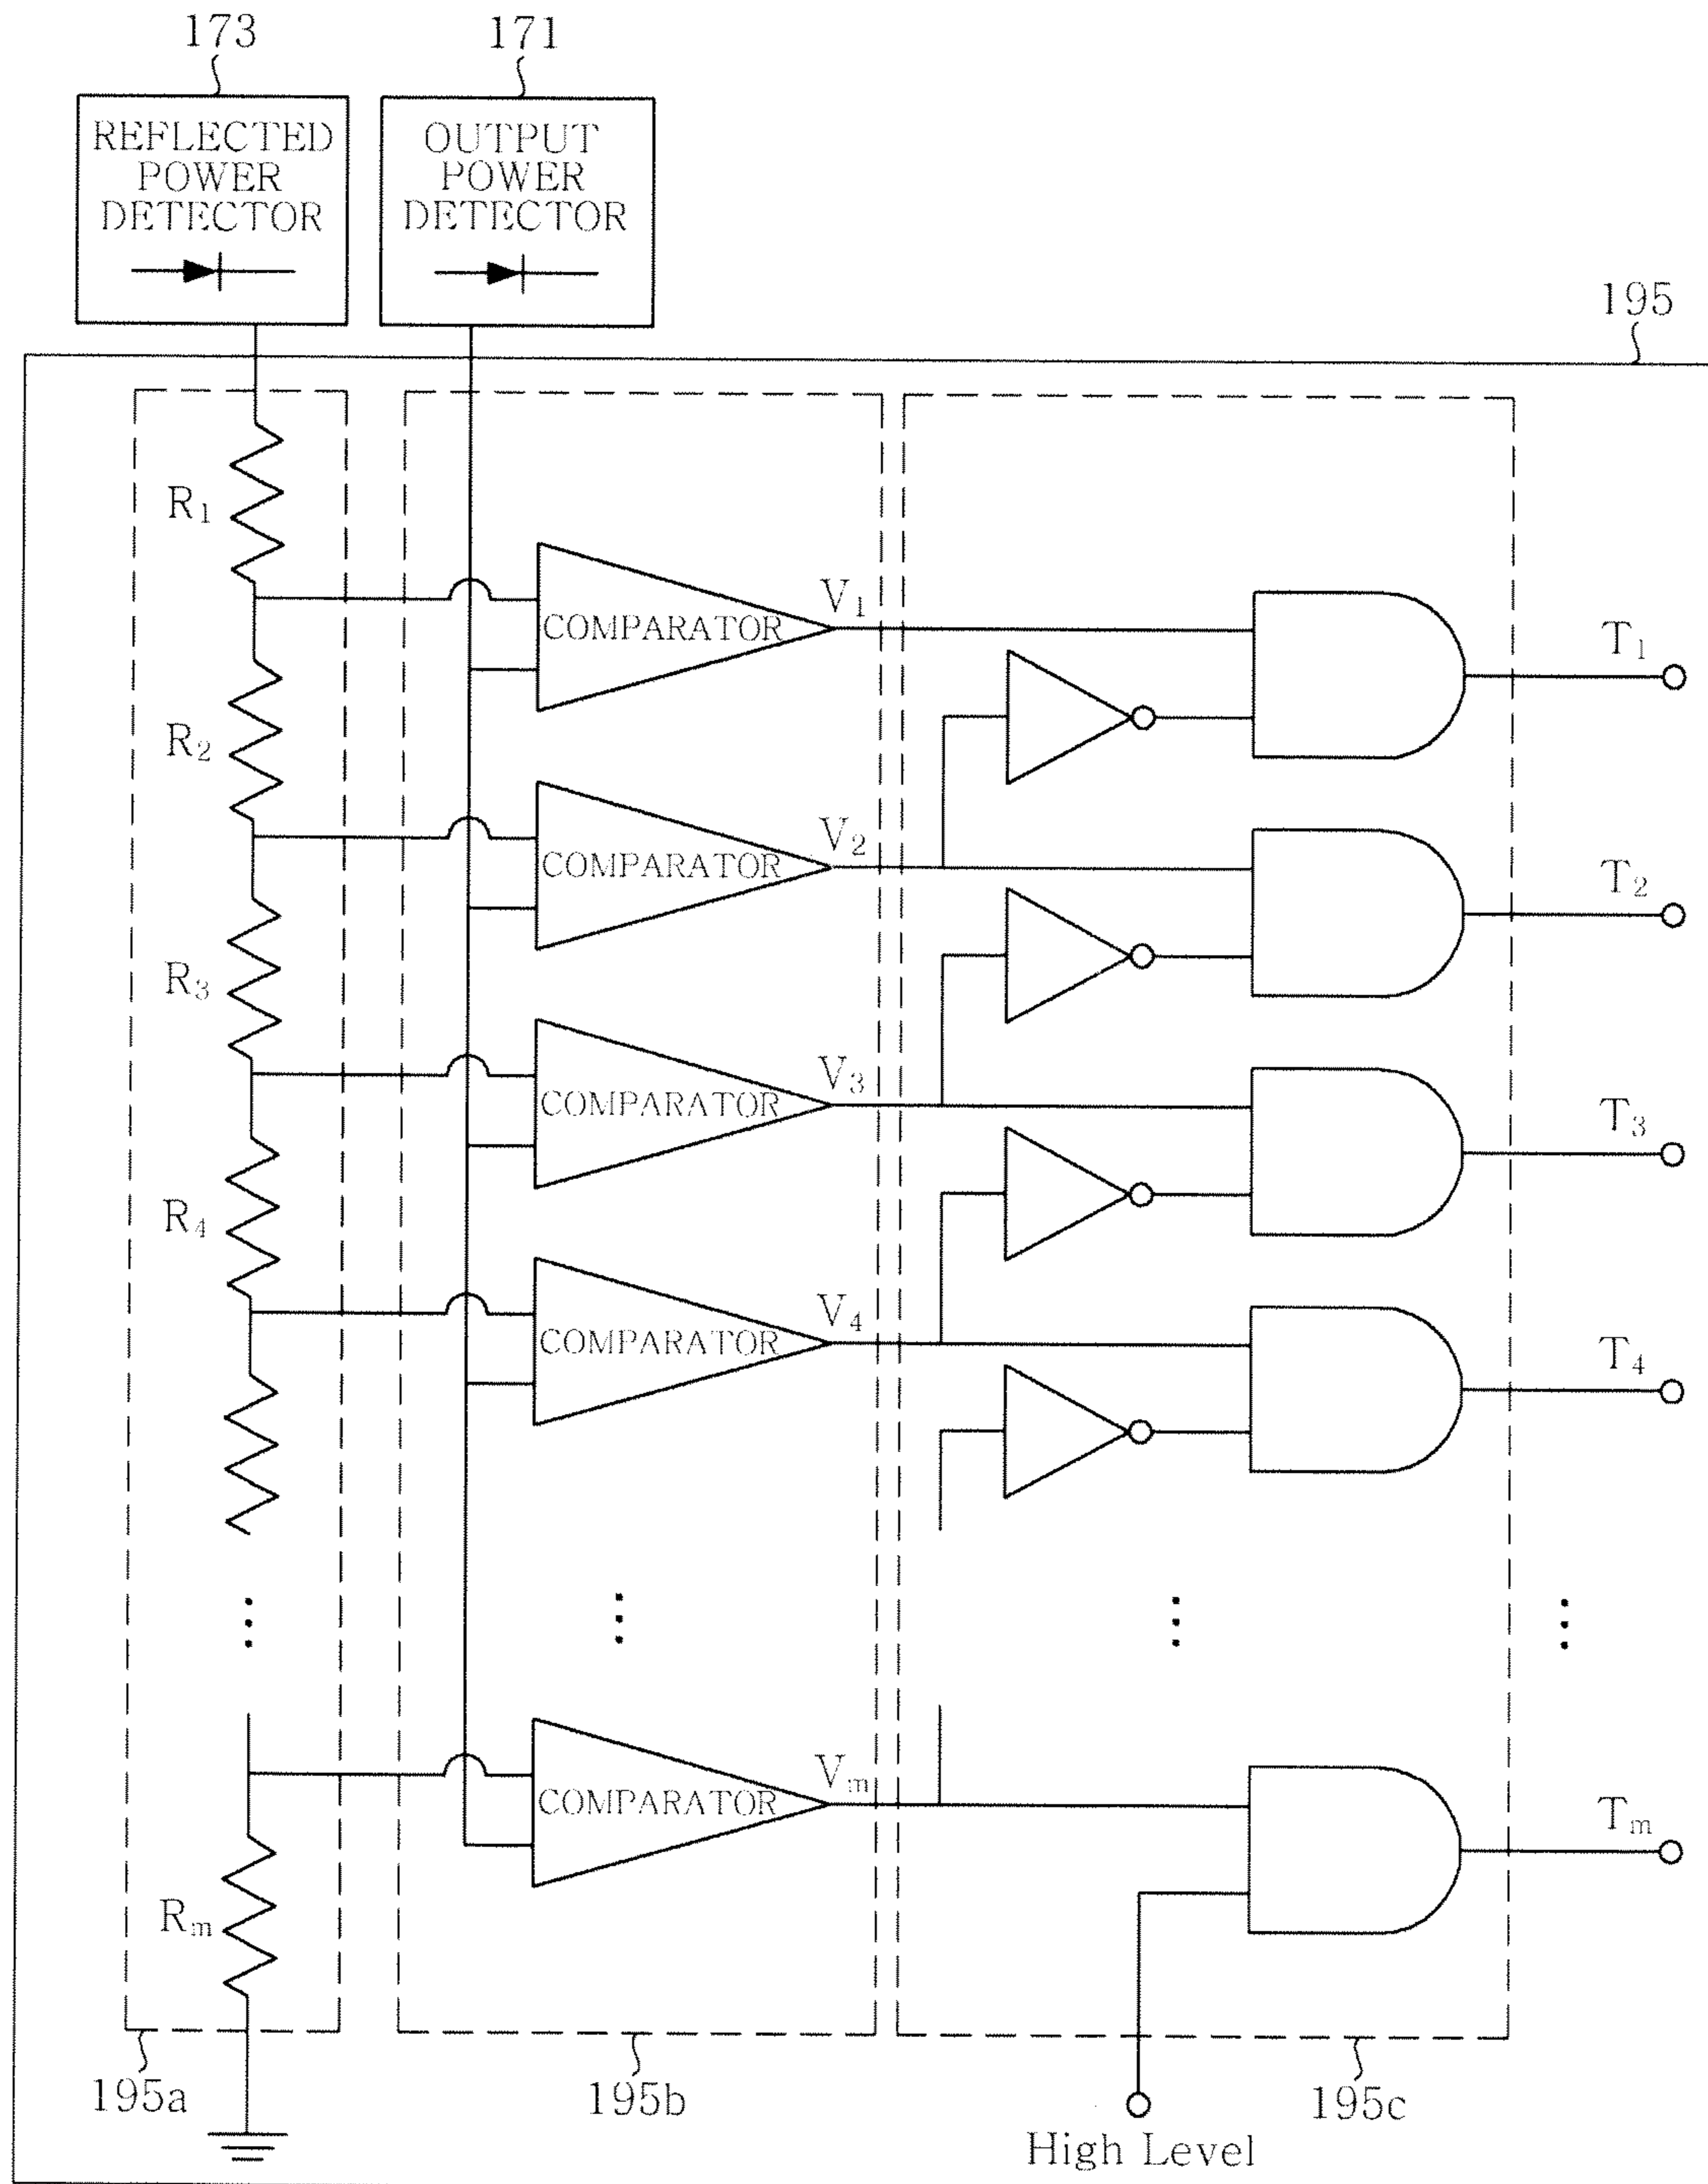 173
171
REFLECTED
POWER
DETECTOR
OUTPUT
POWER
DETECTOR
195
R1
COMPARATOR
V1
T1
R2
COMPARATOR
V2
T2
R3
COMPARATOR
V3
T3
R4
COMPARATOR
V4
T4
COMPARATOR
Vm
Tm
Rm
195a
195b
195c
High Level